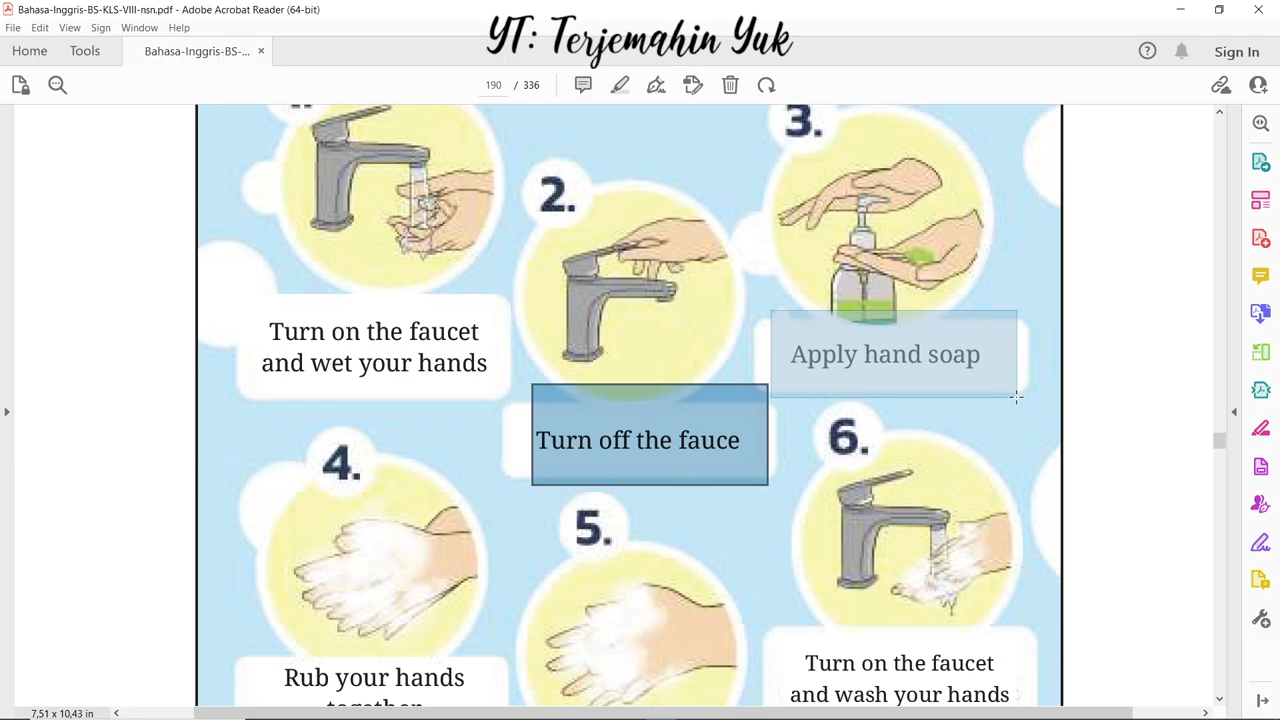 Bahasa-Inggris-BS-KLS-VIII-nsn.pdf - Adobe Acrobat Reader (64-bit)
YT: Terjemahin Yuk
File Edit View Sign Window Help
Home Tools Bahasa-Inggris-BS-... × Sign In
190 / 336
1.
2.
3.
Turn on the faucet
and wet your hands
Turn off the fauce
Apply hand soap
4.
5.
6.
Rub your hands
together
Turn on the faucet
and wash your hands
7,51 x 10,43 in